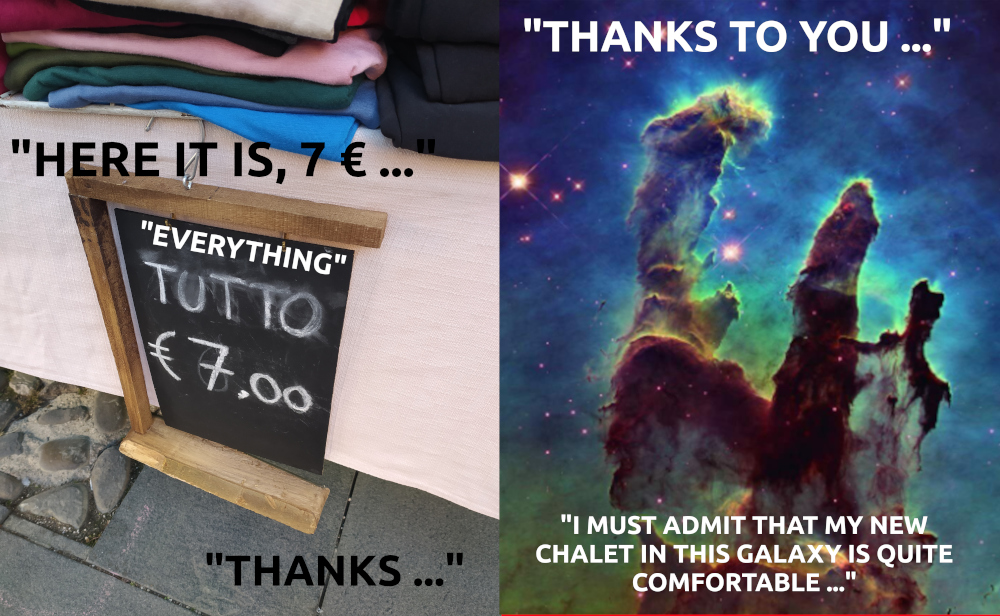 "HERE IT IS, 7 € ..."
"EVERYTHING"
TUTTO
€ 7,00
"THANKS ..."
"THANKS TO YOU ..."
"I MUST ADMIT THAT MY NEW
CHALET IN THIS GALAXY IS QUITE
COMFORTABLE ..."